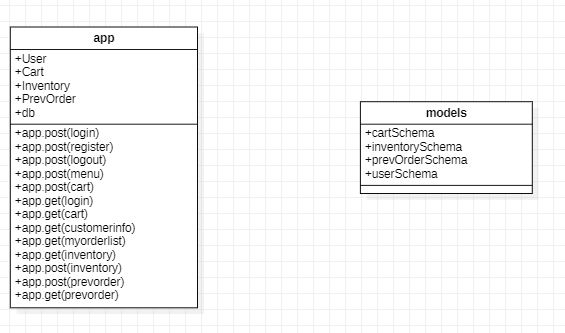 app
+User
+Cart
+Inventory
+PrevOrder
+db
+app.post(login)
+app.post(register)
+app.post(logout)
+app.post(menu)
+app.post(cart)
+app.get(login)
+app.get(cart)
+app.get(customerinfo)
+app.get(myorderlist)
+app.get(inventory)
+app.post(inventory)
+app.post(prevorder)
+app.get(prevorder)
models
+cartSchema
+inventorySchema
+prevOrderSchema
+userSchema